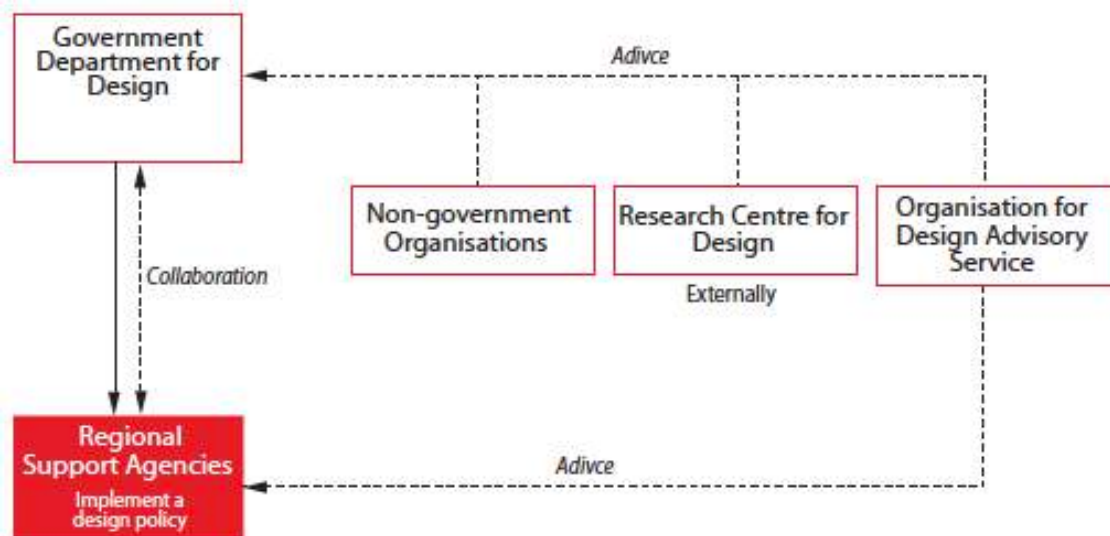 Government
Department for
Design
Adivce
Non-government
Organisations
Research Centre for
Design
Externally
Organisation for
Design Advisory
Service
Collaboration
Regional
Support Agencies
Implement a
design policy
Adivce